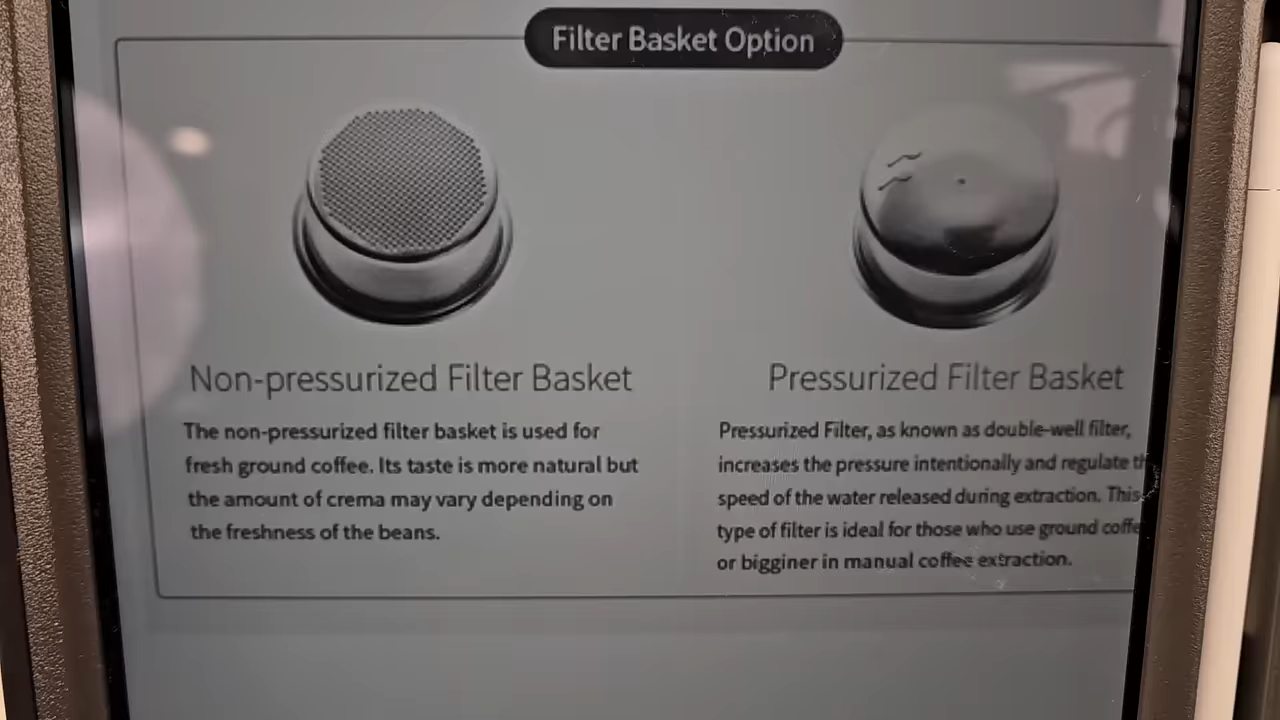 Filter Basket Option
Non-pressurized Filter Basket
The non-pressurized filter basket is used for
fresh ground coffee. Its taste is more natural but
the amount of crema may vary depending on
the freshness of the beans.
Pressurized Filter Basket
Pressurized Filter, as known as double-well filter,
increases the pressure intentionally and regulate
speed of the water released during extraction. This
type of filter is ideal for those who use ground
or bigginer in manual coffee extraction.